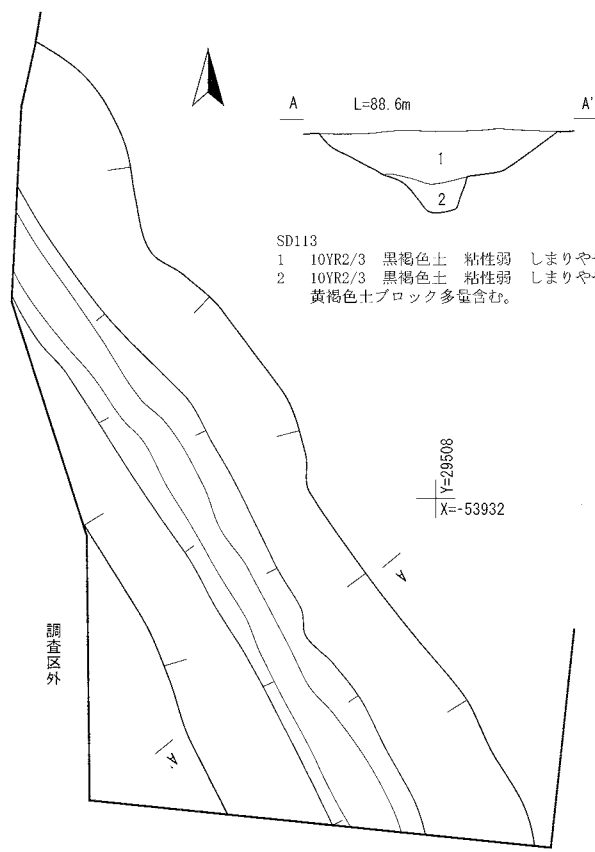 A L=88.6m A'
1
2
SD113
1 10YR2/3 黒褐色土 粘性弱 しまりや
2 10YR2/3 黒褐色土 粘性弱 しまりや
黄褐色土ブロック多量含む。
Y=29508
X=-53932
A
調査区外
A'